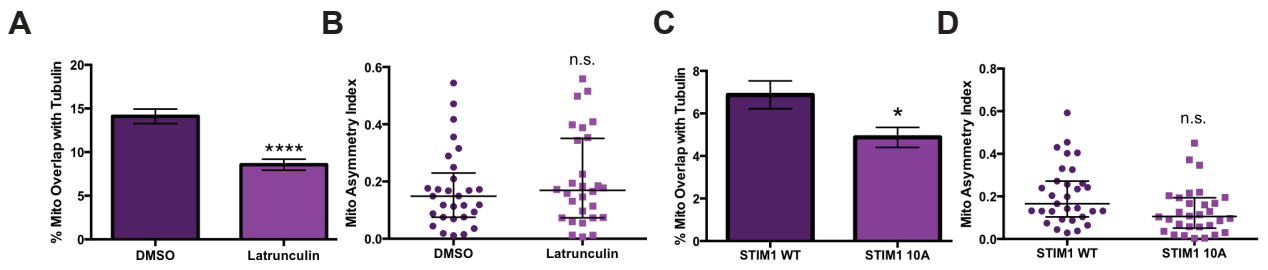 A
% Mito Overlap with Tubulin
20
15
10
5
0
****
DMSO
Latrunculin
B
Mito Asymmetry Index
0.6
0.4
0.2
0.0
n.s.
DMSO
Latrunculin
C
% Mito Overlap with Tubulin
8
6
4
2
0
*
STIM1 WT
STIM1 10A
D
Mito Asymmetry Index
0.8
0.6
0.4
0.2
0.0
n.s.
STIM1 WT
STIM1 10A